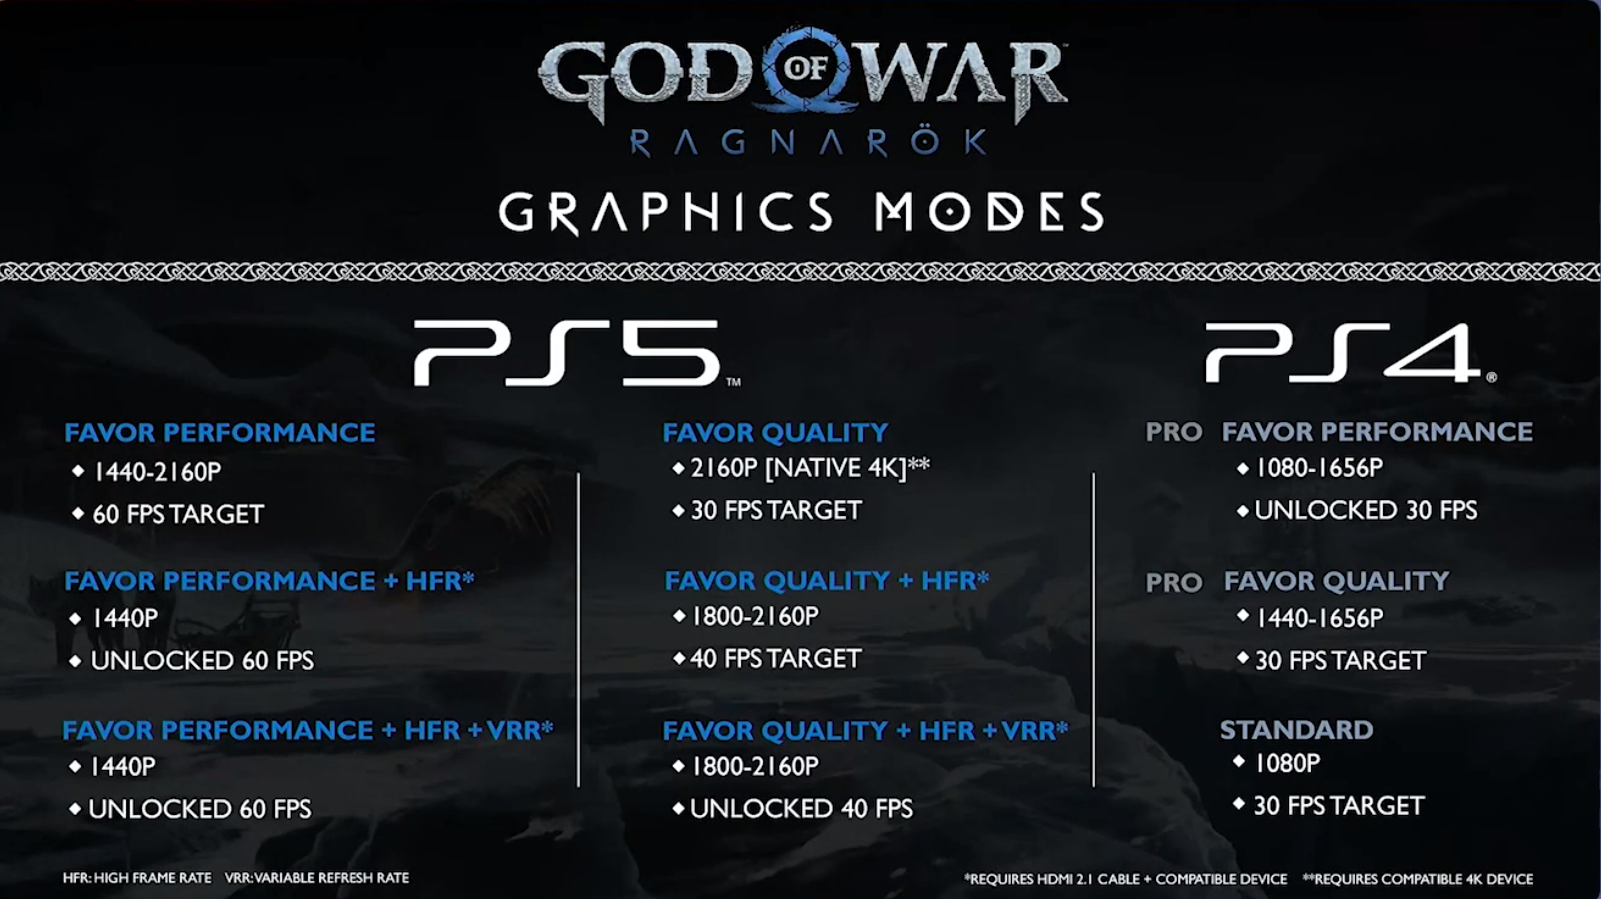 GOD OF WAR
RAGNARÖK
GRAPHICS MODES
PS5™
FAVOR PERFORMANCE
◆ 1440-2160P
◆ 60 FPS TARGET
FAVOR PERFORMANCE + HFR*
◆ 1440P
◆ UNLOCKED 60 FPS
FAVOR PERFORMANCE + HFR + VRR*
◆ 1440P
◆ UNLOCKED 60 FPS
FAVOR QUALITY
◆ 2160P [NATIVE 4K]**
◆ 30 FPS TARGET
FAVOR QUALITY + HFR*
◆ 1800-2160P
◆ 40 FPS TARGET
FAVOR QUALITY + HFR + VRR*
◆ 1800-2160P
◆ UNLOCKED 40 FPS
PS4®
PRO FAVOR PERFORMANCE
◆ 1080-1656P
◆ UNLOCKED 30 FPS
PRO FAVOR QUALITY
◆ 1440-1656P
◆ 30 FPS TARGET
STANDARD
◆ 1080P
◆ 30 FPS TARGET
HFR: HIGH FRAME RATE VRR: VARIABLE REFRESH RATE
*REQUIRES HDMI 2.1 CABLE + COMPATIBLE DEVICE **REQUIRES COMPATIBLE 4K DEVICE